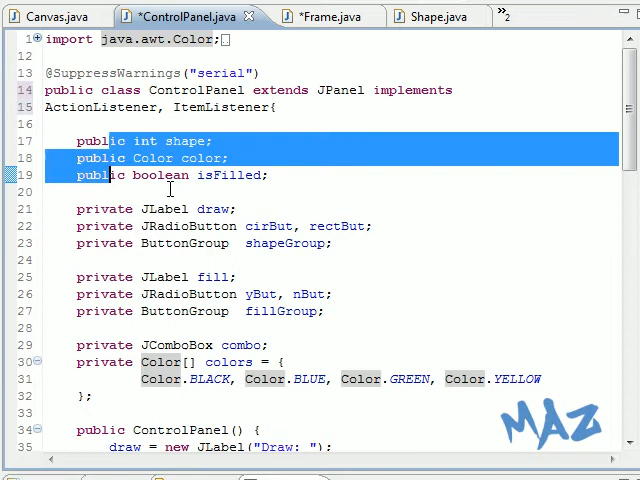 Canvas.java *ControlPanel.java *Frame.java Shape.java »2
1 import java.awt.Color;
12
13 @SuppressWarnings("serial")
14 public class ControlPanel extends JPanel implements
15 ActionListener, ItemListener{
16
17 public int shape;
18 public Color color;
19 public boolean isFilled;
20
21 private JLabel draw;
22 private JRadioButton cirBut, rectBut;
23 private ButtonGroup shapeGroup;
24
25 private JLabel fill;
26 private JRadioButton yBut, nBut;
27 private ButtonGroup fillGroup;
28
29 private JComboBox combo;
30 private Color[] colors = {
31 Color.BLACK, Color.BLUE, Color.GREEN, Color.YELLOW
32 };
33
34 public ControlPanel() {
35 draw = new JLabel("Draw: ");
MAZ